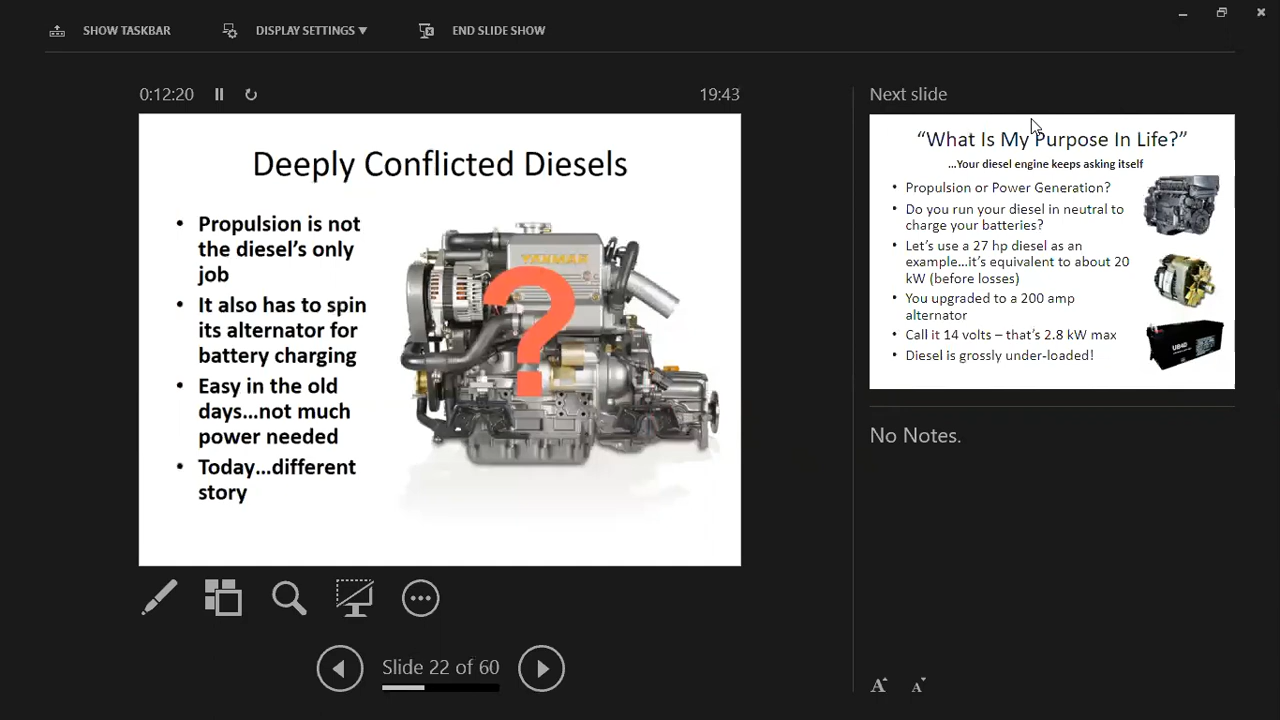 SHOW TASKBAR
DISPLAY SETTINGS ▼
END SLIDE SHOW
0:12:20
19:43
Deeply Conflicted Diesels
• Propulsion is not
the diesel's only
job
• It also has to spin
its alternator for
battery charging
• Easy in the old
days...not much
power needed
• Today...different
story
YANMAR
?
Slide 22 of 60
Next slide
“What Is My Purpose In Life?”
...Your diesel engine keeps asking itself
• Propulsion or Power Generation?
• Do you run your diesel in neutral to
charge your batteries?
• Let's use a 27 hp diesel as an
example...it's equivalent to about 20
kW (before losses)
• You upgraded to a 200 amp
alternator
• Call it 14 volts – that's 2.8 kW max
• Diesel is grossly under-loaded!
No Notes.
A A